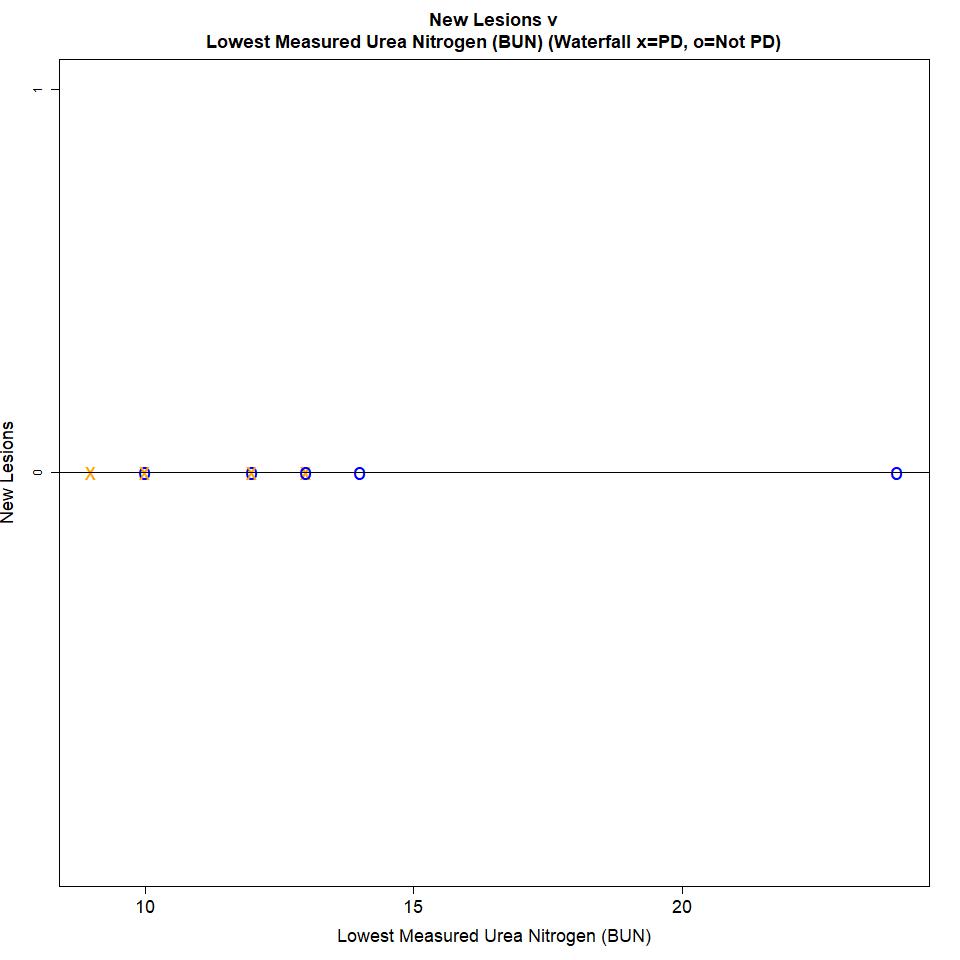 New Lesions v
Lowest Measured Urea Nitrogen (BUN) (Waterfall x=PD, o=Not PD)
1
0
New Lesions
x
x
o
x
o
x
o
o
o
10
15
20
Lowest Measured Urea Nitrogen (BUN)